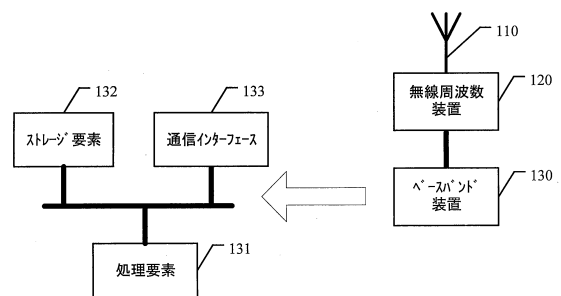 110
120
無線周波数
装置
130
ﾍﾞｰｽﾊﾞﾝﾄﾞ
装置
132
133
ｽﾄﾚｰｼﾞ要素
通信ｲﾝﾀｰﾌｪｰｽ
131
処理要素